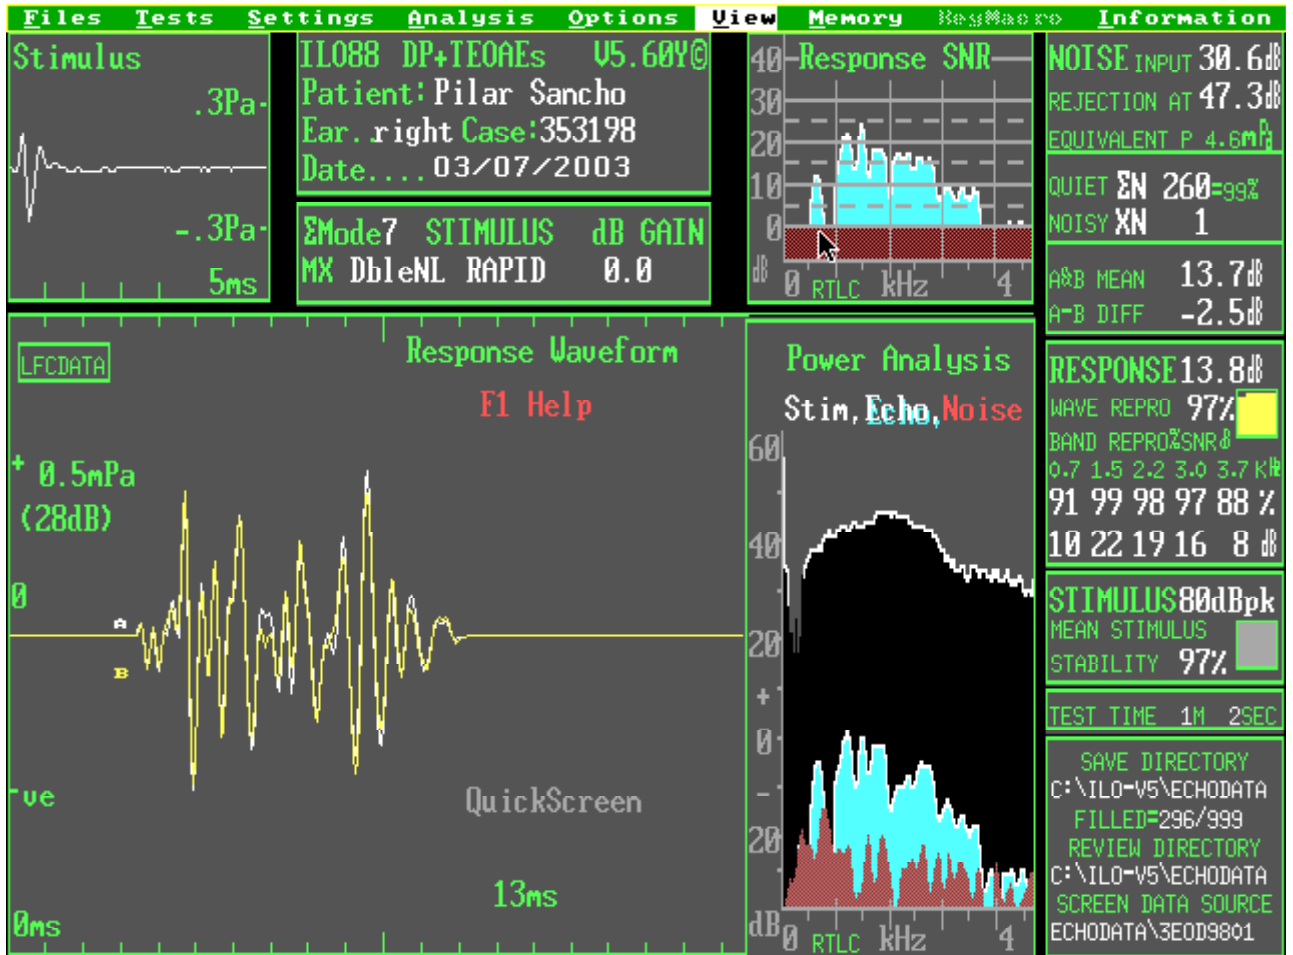 Files Tests Settings Analysis Options View Memory KeyMacro Information
Stimulus
.3Pa
-.3Pa
5ms
ILO88 DP+TEOAEs V5.60Y©
Patient: Pilar Sancho
Ear..right Case:353198
Date.... 03/07/2003
ΣMode7 STIMULUS dB GAIN
MX DbleNL RAPID 0.0
Response SNR
40
30
20
10
0
dB 0 RTLC kHz 4
NOISE INPUT 30.6dB
REJECTION AT 47.3dB
EQUIVALENT P 4.6mPa
QUIET ΣN 260=99%
NOISY XN 1
A&B MEAN 13.7dB
A-B DIFF -2.5dB
LFCDATA
Response Waveform
F1 Help
+ 0.5mPa
(28dB)
0
A
B
-ve
QuickScreen
13ms
0ms
Power Analysis
Stim,Echo,Noise
60
40
20
+
0
-
20
dB 0 RTLC kHz 4
RESPONSE 13.8dB
WAVE REPRO 97%
BAND REPRO%SNRdB
0.7 1.5 2.2 3.0 3.7 KHz
91 99 98 97 88 %
10 22 19 16 8 dB
STIMULUS 80dBpk
MEAN STIMULUS
STABILITY 97%
TEST TIME 1M 2SEC
SAVE DIRECTORY
C:\ILO-V5\ECHODATA
FILLED=296/999
REVIEW DIRECTORY
C:\ILO-V5\ECHODATA
SCREEN DATA SOURCE
ECHODATA\3EOD9801